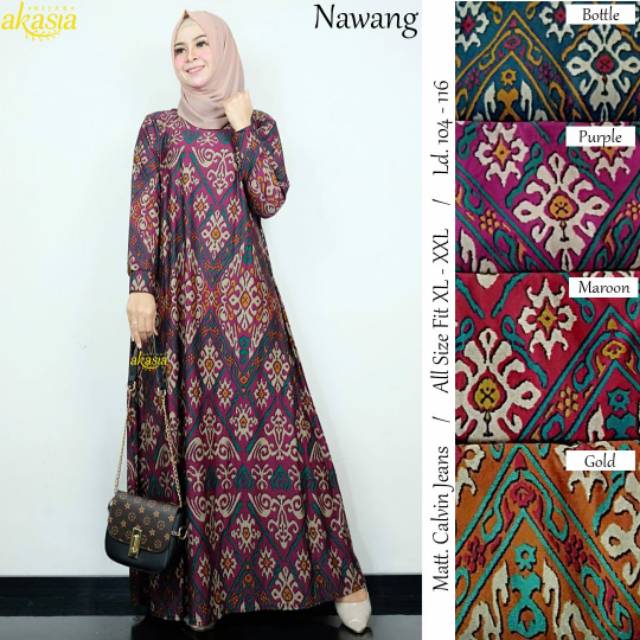 akasia
Nawang
akasia
Matt. Calvin Jeans / All Size Fit XL - XXL / Ld. 104 - 116
Bottle
Purple
Maroon
Gold